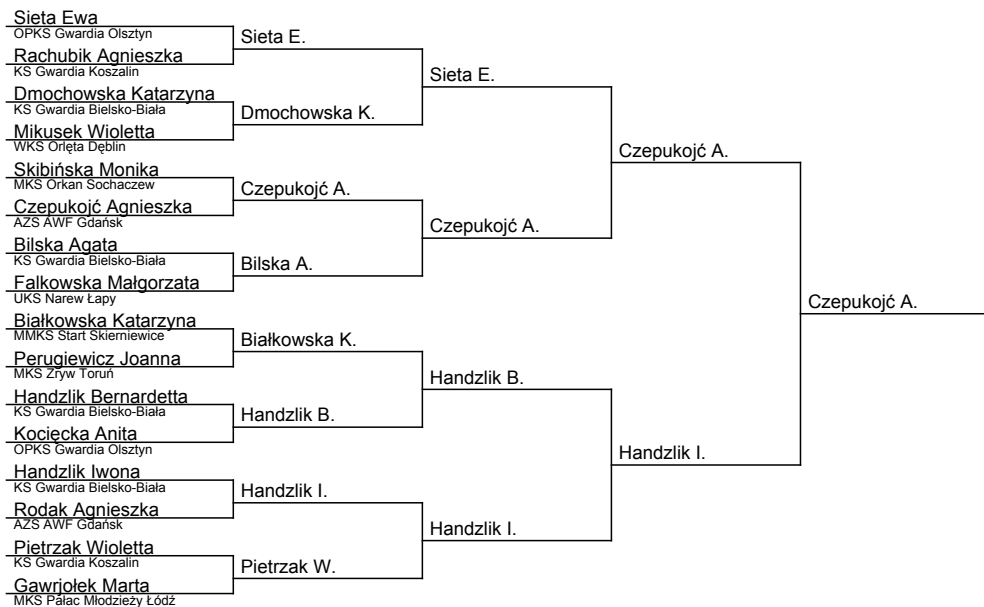 Sieta Ewa
OPKS Gwardia Olsztyn
Rachubik Agnieszka
KS Gwardia Koszalin
Dmochowska Katarzyna
KS Gwardia Bielsko-Biała
Mikusek Wioletta
WKS Orlęta Dęblin
Skibińska Monika
MKS Orkan Sochaczew
Czepukojć Agnieszka
AZS AWF Gdańsk
Bilska Agata
KS Gwardia Bielsko-Biała
Falkowska Małgorzata
UKS Narew Łapy
Białkowska Katarzyna
MMKS Start Skierniewice
Perugiewicz Joanna
MKS Zryw Toruń
Handzlik Bernardetta
KS Gwardia Bielsko-Biała
Kocięcka Anita
OPKS Gwardia Olsztyn
Handzlik Iwona
KS Gwardia Bielsko-Biała
Rodak Agnieszka
AZS AWF Gdańsk
Pietrzak Wioletta
KS Gwardia Koszalin
Gawrjołek Marta
MKS Pałac Młodzieży Łódź
Sieta E.
Dmochowska K.
Czepukojć A.
Bilska A.
Białkowska K.
Handzlik B.
Handzlik I.
Pietrzak W.
Sieta E.
Czepukojć A.
Handzlik B.
Handzlik I.
Czepukojć A.
Handzlik I.
Czepukojć A.